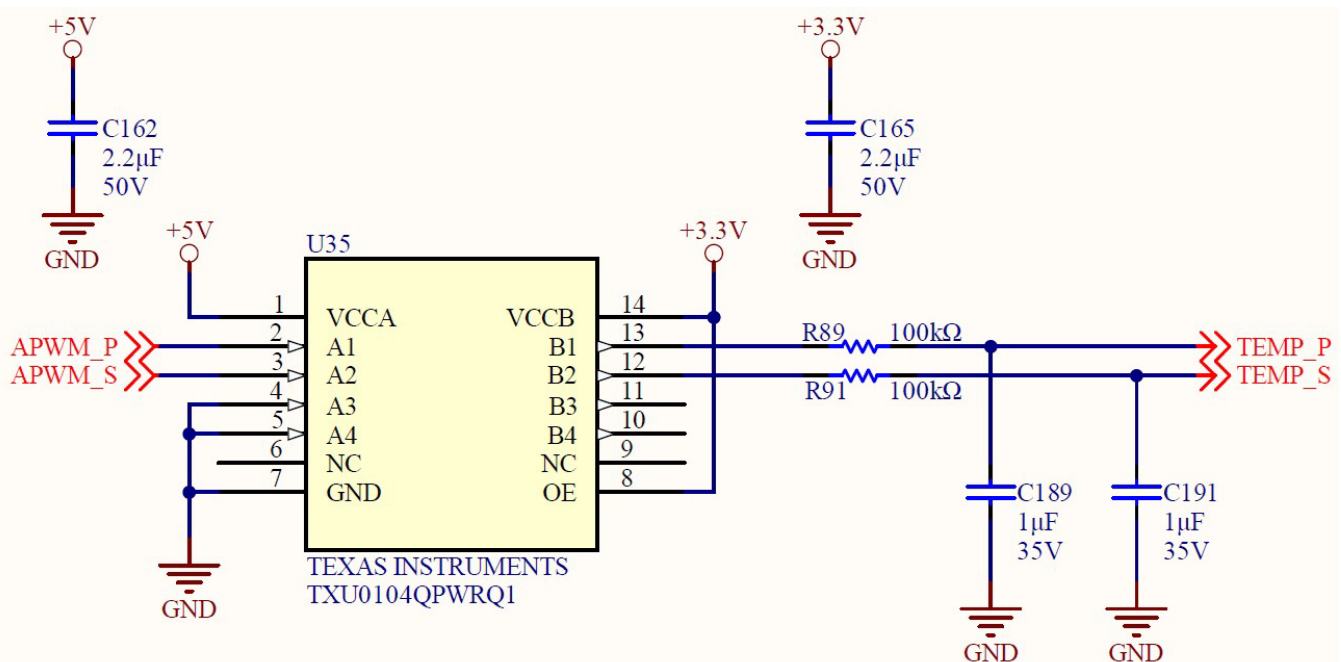 +5V
+3.3V
C162
2.2µF
50V
GND
C165
2.2µF
50V
GND
+5V
+3.3V
U35
1 VCCA VCCB 14
APWM_P 2 A1 B1 13 R89 100kΩ TEMP_P
APWM_S 3 A2 B2 12 R91 100kΩ TEMP_S
4 A3 B3 11
5 A4 B4 10
6 NC NC 9
7 GND OE 8
C189
1µF
35V
C191
1µF
35V
TEXAS INSTRUMENTS
TXU0104QPWRQ1
GND
GND
GND